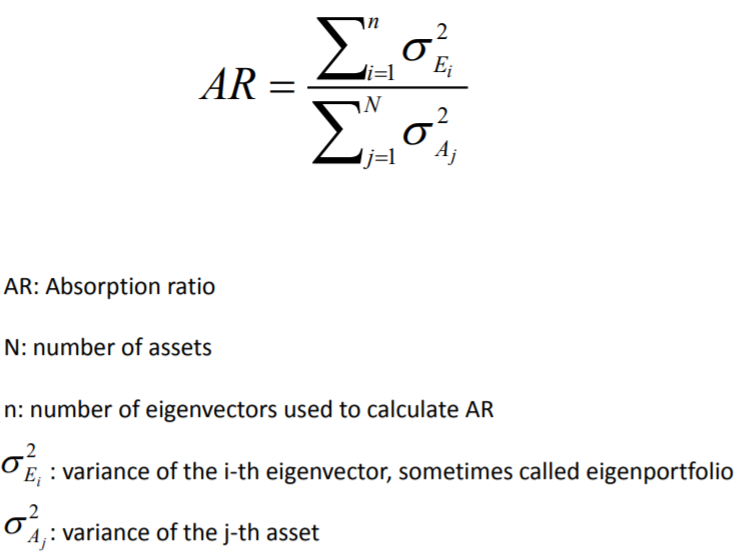 AR = \frac{\sum_{i=1}^{n} \sigma_{E_i}^{2}}{\sum_{j=1}^{N} \sigma_{A_j}^{2}}
AR: Absorption ratio
N: number of assets
n: number of eigenvectors used to calculate AR
\sigma_{E_i}^{2} : variance of the i-th eigenvector, sometimes called eigenportfolio
\sigma_{A_j}^{2}: variance of the j-th asset